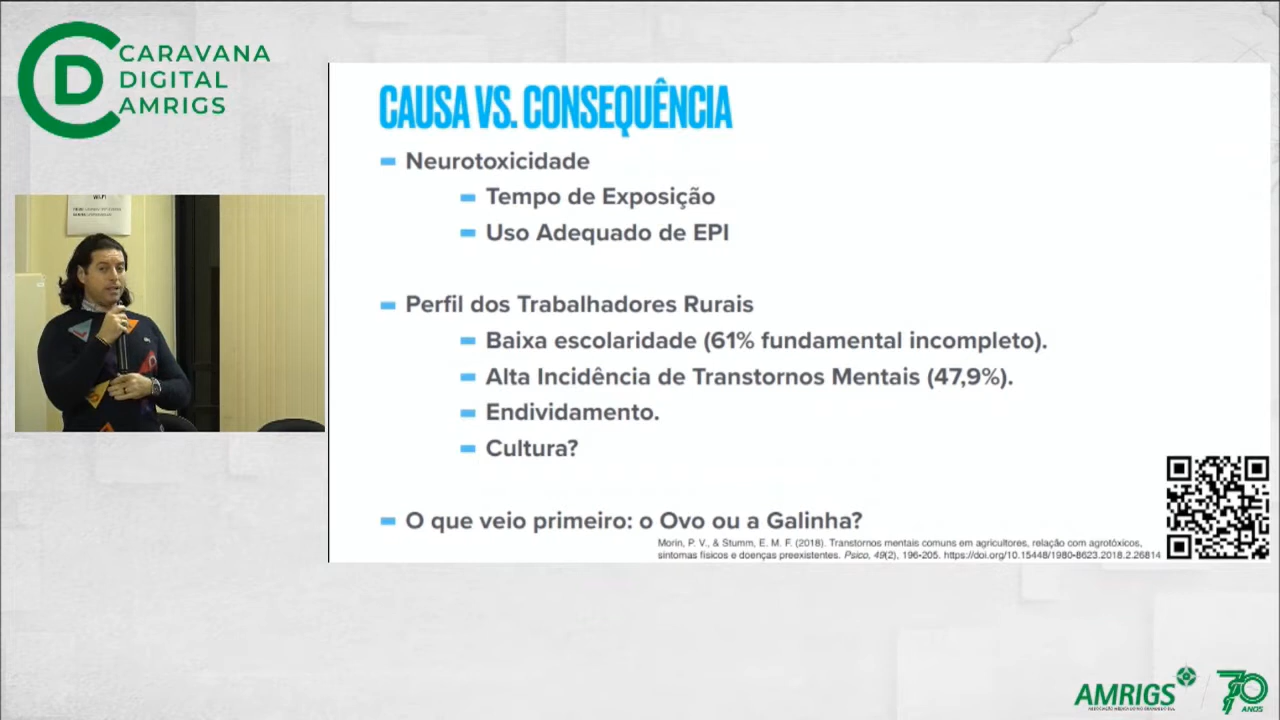 CARAVANA
DIGITAL
AMRIGS
CAUSA VS. CONSEQUÊNCIA
Neurotoxicidade
Tempo de Exposição
Uso Adequado de EPI
Perfil dos Trabalhadores Rurais
Baixa escolaridade (61% fundamental incompleto).
Alta Incidência de Transtornos Mentais (47,9%).
Endividamento.
Cultura?
O que veio primeiro: o Ovo ou a Galinha?
Morin, P. V., & Stumm, E. M. F. (2018). Transtornos mentais comuns em agricultores, relação com agrotóxicos,
sintomas físicos e doenças preexistentes. Psico, 49(2), 196-205. https://doi.org/10.15448/1980-8623.2018.2.26814
AMRIGS
70
ANOS